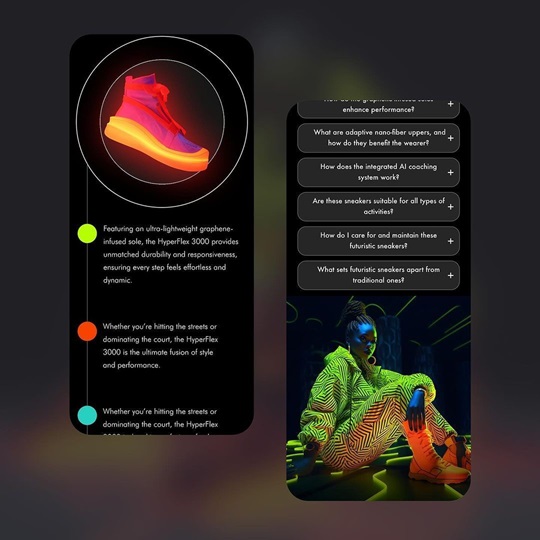 Featuring an ultra-lightweight graphene-
infused sole, the HyperFlex 3000 provides
unmatched durability and responsiveness,
ensuring every step feels effortless and
dynamic.
Whether you're hitting the streets or
dominating the court, the HyperFlex
3000 is the ultimate fusion of style
and performance.
Whether you're hitting the streets or
dominating the court, the HyperFlex
enhance performance?
What are adaptive nano-fiber uppers, and
how do they benefit the wearer?
How does the integrated AI coaching
system work?
Are these sneakers suitable for all types of
activities?
How do I care for and maintain these
futuristic sneakers?
What sets futuristic sneakers apart from
traditional ones?